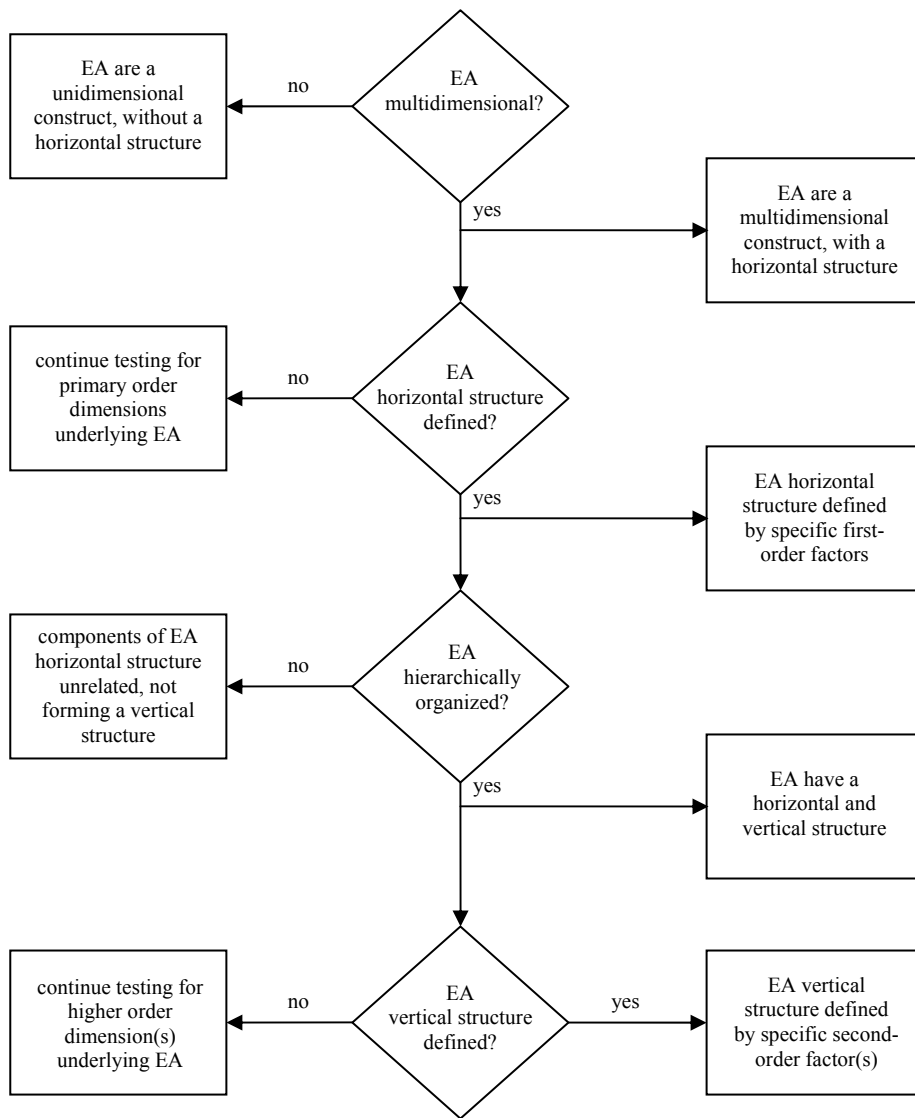 EA are a
unidimensional
construct, without a
horizontal structure
no
EA
multidimensional?
yes
EA are a
multidimensional
construct, with a
horizontal structure
continue testing for
primary order
dimensions
underlying EA
no
EA
horizontal structure
defined?
yes
EA horizontal
structure defined
by specific first-
order factors
components of EA
horizontal structure
unrelated, not
forming a vertical
structure
no
EA
hierarchically
organized?
yes
EA have a
horizontal and
vertical structure
continue testing for
higher order
dimension(s)
underlying EA
no
EA
vertical structure
defined?
yes
EA vertical
structure defined
by specific second-
order factor(s)